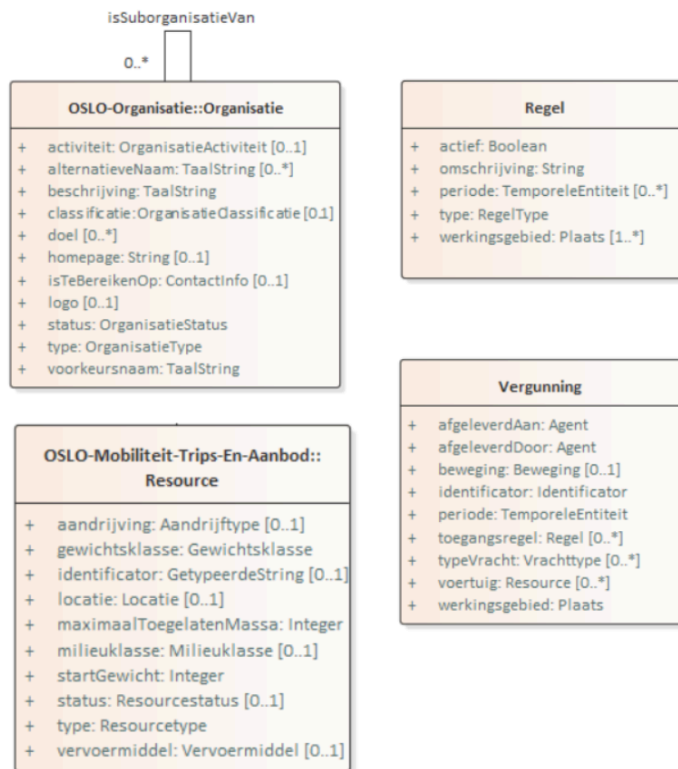 isSuborganisatieVan
0..*
OSLO-Organisatie::Organisatie
+ activiteit: OrganisatieActiviteit [0..1]
+ alternatieveNaam: TaalString [0..*]
+ beschrijving: TaalString
+ classificatie:OrganisatieClassificatie [0.1]
+ doel [0..*]
+ homepage: String [0..1]
+ isTeBereikenOp: ContactInfo [0..1]
+ logo [0..1]
+ status: OrganisatieStatus
+ type: OrganisatieType
+ voorkeursnaam: TaalString
Regel
+ actief: Boolean
+ omschrijving: String
+ periode: TemporeleEntiteit [0..*]
+ type: RegelType
+ werkingsgebied: Plaats [1..*]
OSLO-Mobiliteit-Trips-En-Aanbod::
Resource
+ aandrijving: Aandrijftype [0..1]
+ gewichtsklasse: Gewichtsklasse
+ identificator: GetypeerdeString [0..1]
+ locatie: Locatie [0..1]
+ maximaalToegelatenMassa: Integer
+ milieuklasse: Milieuklasse [0..1]
+ startGewicht: Integer
+ status: Resourcestatus [0..1]
+ type: Resourcetype
+ vervoermiddel: Vervoermiddel [0..1]
Vergunning
+ afgeleverdAan: Agent
+ afgeleverdDoor: Agent
+ beweging: Beweging [0..1]
+ identificator: Identificator
+ periode: TemporeleEntiteit
+ toegangsregel: Regel [0..*]
+ typeVracht: Vrachttype [0..*]
+ voertuig: Resource [0..*]
+ werkingsgebied: Plaats